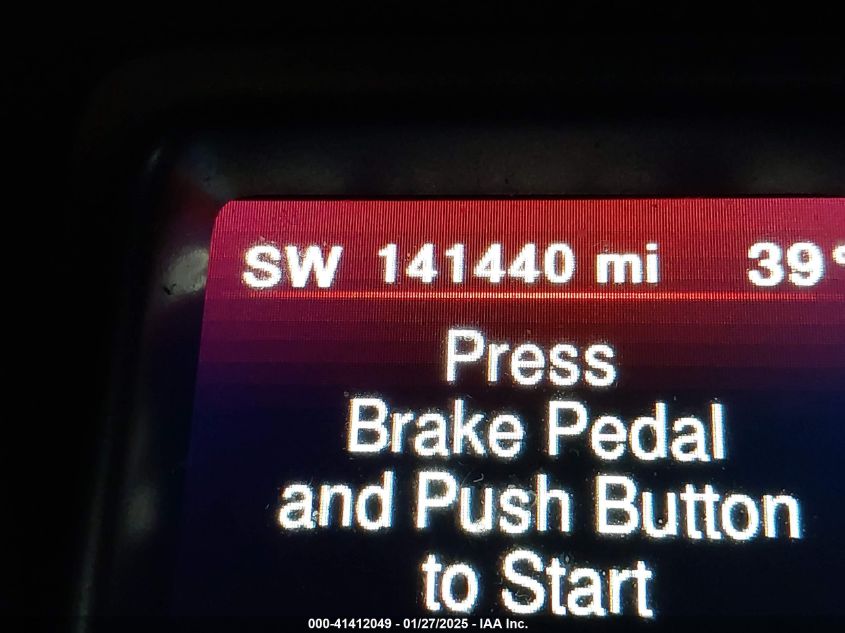 SW 141440 mi 39°
Press
Brake Pedal
and Push Button
to Start
000-41412049 - 01/27/2025 - IAA Inc.